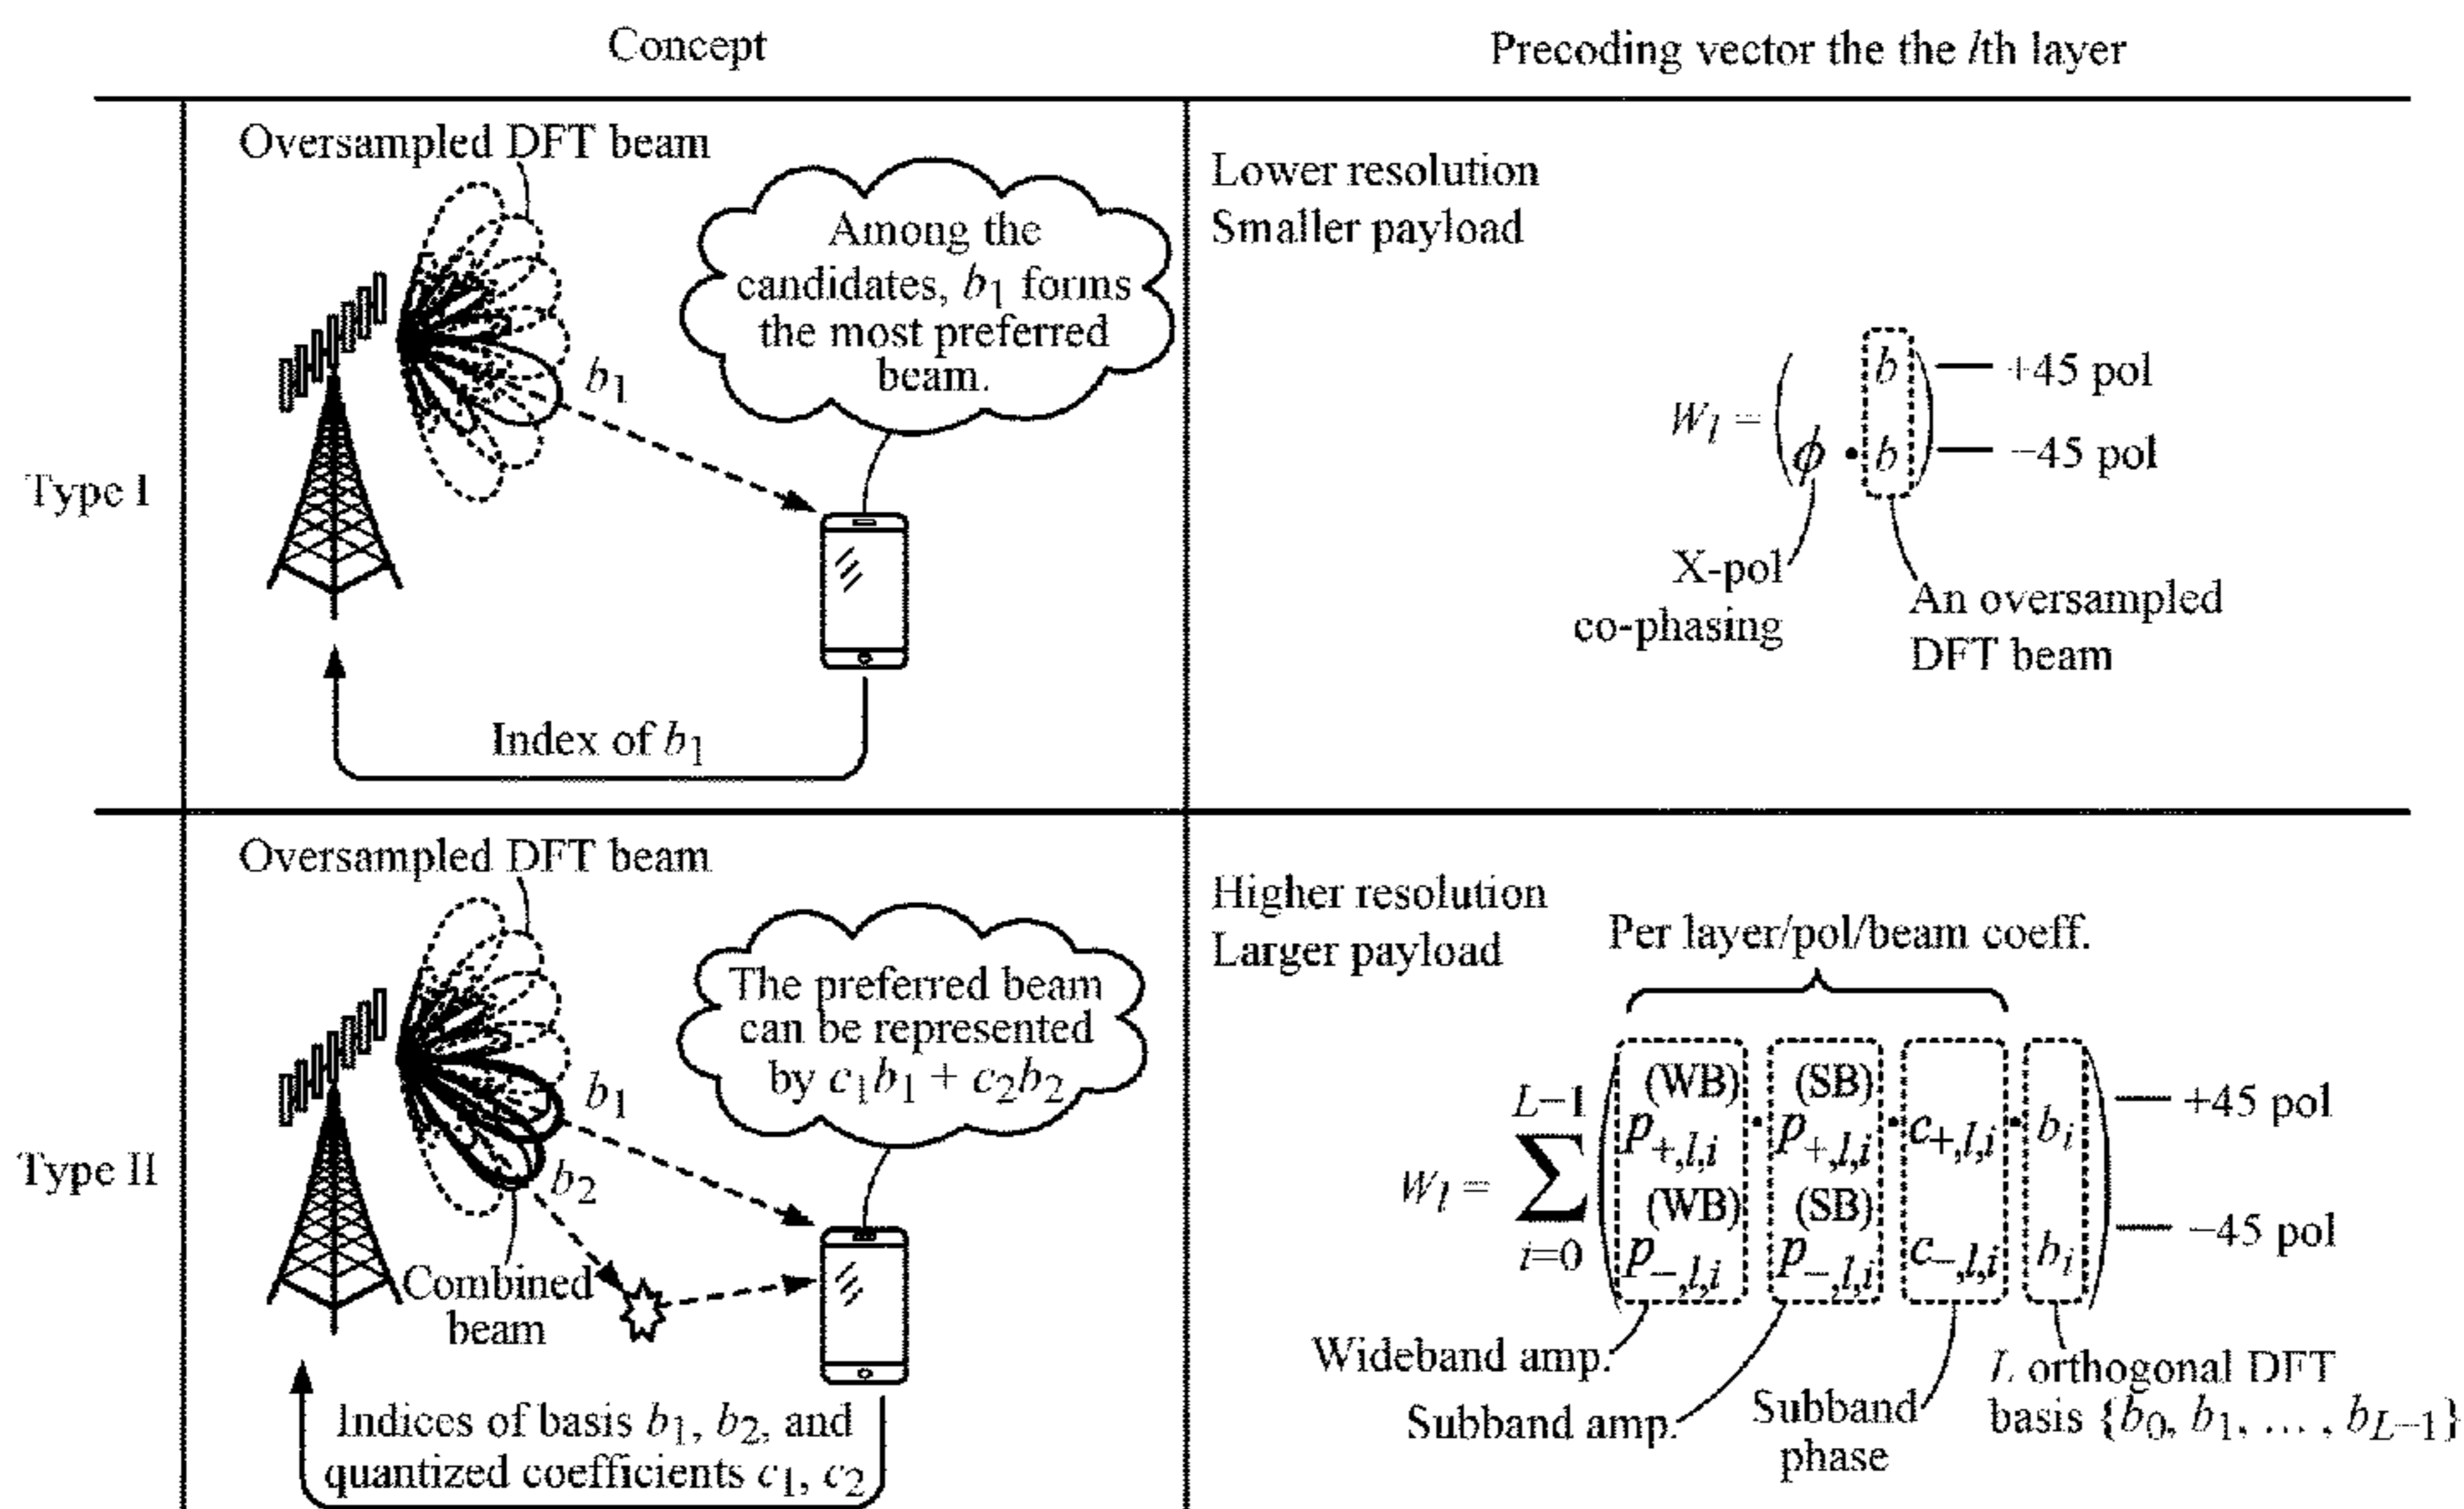 Concept
Precoding vector the the lth layer
Type I
Oversampled DFT beam
b1
Among the
candidates, b1 forms
the most preferred
beam.
Index of b1
Lower resolution
Smaller payload
Wl = ( b ) +45 pol
ϕ · b −45 pol
X-pol
co-phasing
An oversampled
DFT beam
Type II
Oversampled DFT beam
b1
b2
Combined
beam
The preferred beam
can be represented
by c1b1 + c2b2
Indices of basis b1, b2, and
quantized coefficients c1, c2
Higher resolution
Larger payload
Per layer/pol/beam coeff.
L−1
Wl = ∑
i=0
(WB) (SB)
p+,l,i · p+,l,i · c+,l,i · bi +45 pol
(WB) (SB)
p−,l,i p−,l,i c−,l,i bi −45 pol
Wideband amp.
Subband amp.
Subband
phase
L orthogonal DFT
basis {b0, b1, ... , bL−1}